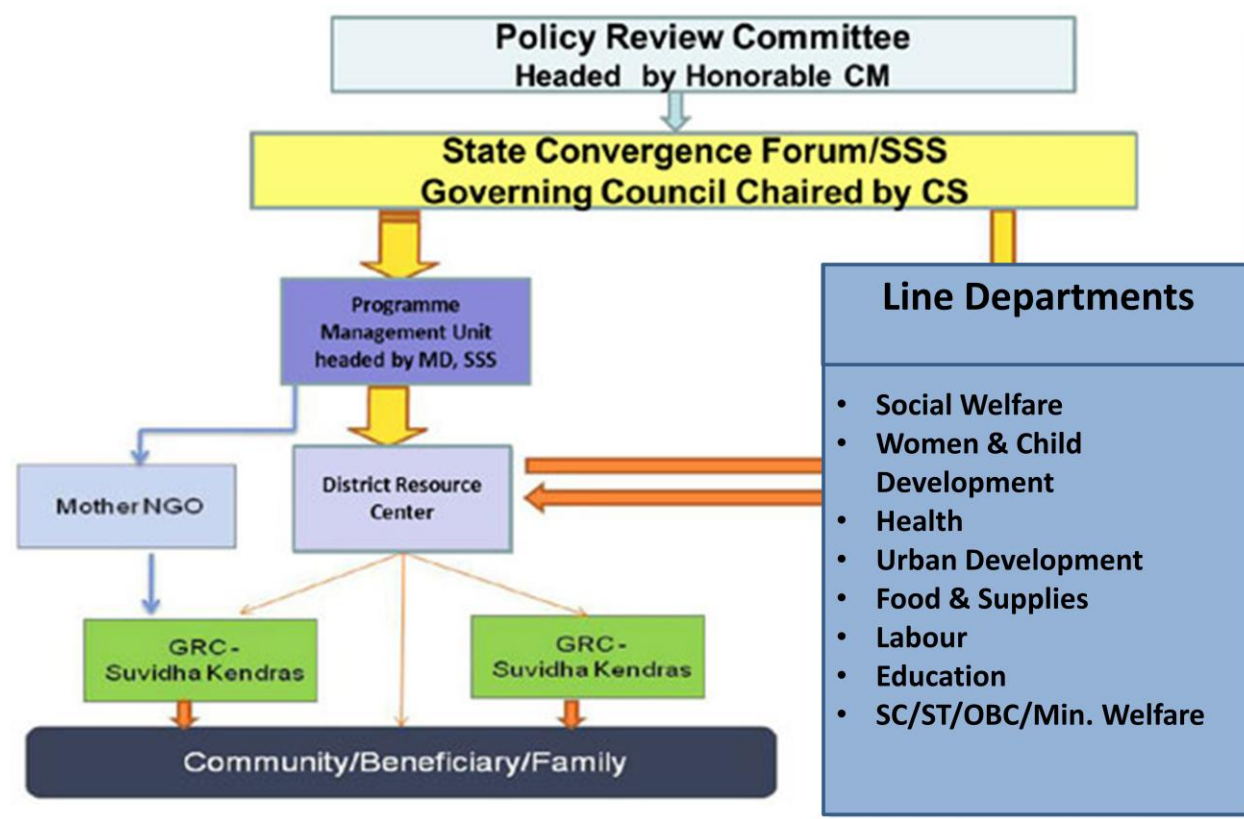 Policy Review Committee
Headed by Honorable CM
State Convergence Forum/SSS
Governing Council Chaired by CS
Programme
Management Unit
headed by MD, SSS
Line Departments
• Social Welfare
• Women & Child
Development
• Health
• Urban Development
• Food & Supplies
• Labour
• Education
• SC/ST/OBC/Min. Welfare
Mother NGO
District Resource
Center
GRC-
Suvidha Kendras
GRC-
Suvidha Kendras
Community/Beneficiary/Family